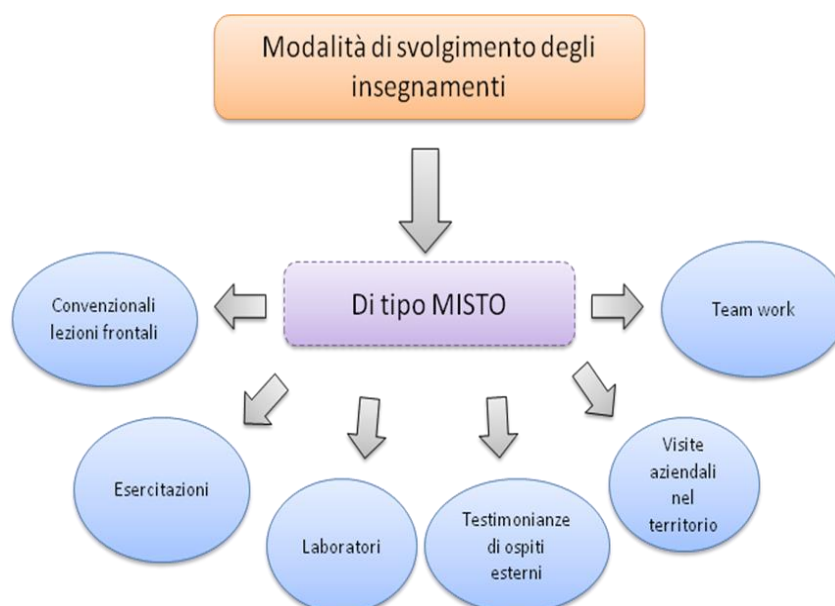 Modalità di svolgimento degli
insegnamenti
Di tipo MISTO
Convenzionali
lezioni frontali
Team work
Esercitazioni
Laboratori
Testimonianze
di ospiti
esterni
Visite
aziendali
nel
territorio